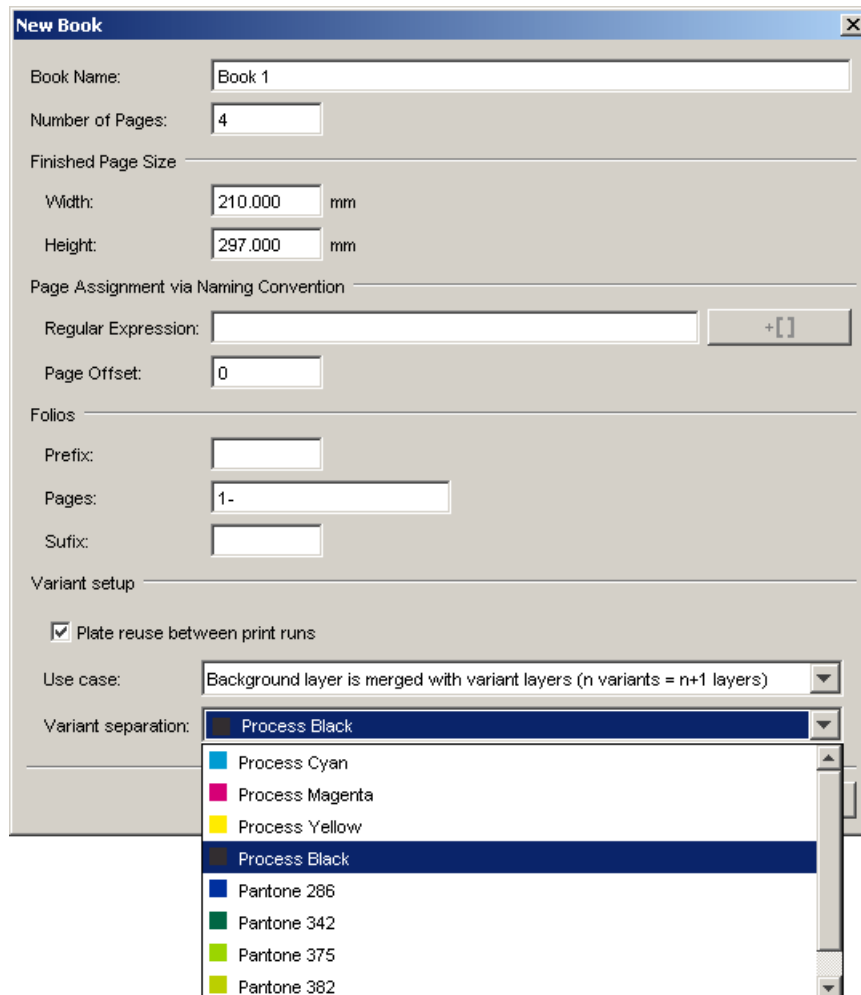 New Book
Book Name: Book 1
Number of Pages: 4
Finished Page Size
Width: 210.000 mm
Height: 297.000 mm
Page Assignment via Naming Convention
Regular Expression: +[]
Page Offset: 0
Folios
Prefix:
Pages: 1-
Sufix:
Variant setup
Plate reuse between print runs
Use case: Background layer is merged with variant layers (n variants = n+1 layers)
Variant separation: Process Black
Process Cyan
Process Magenta
Process Yellow
Process Black
Pantone 286
Pantone 342
Pantone 375
Pantone 382